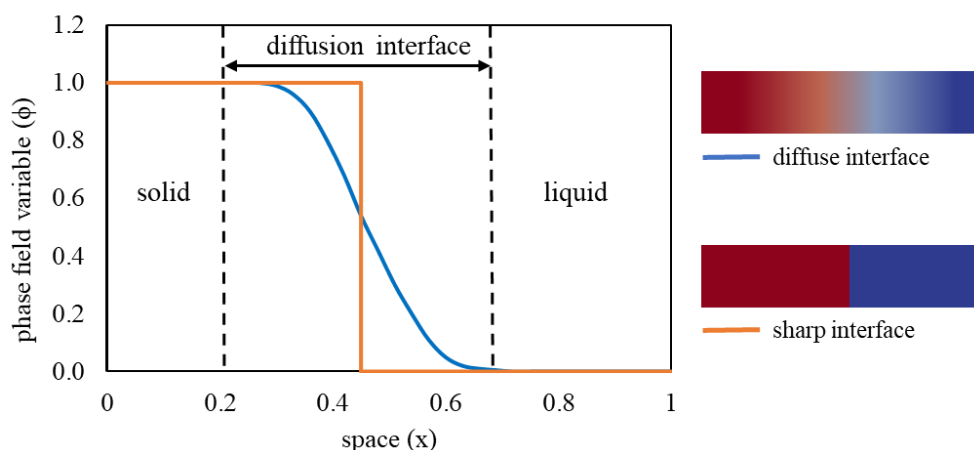 1.2
1.0
0.8
0.6
0.4
0.2
0.0
phase field variable (ϕ)
diffusion interface
solid
liquid
0
0.2
0.4
0.6
0.8
1
space (x)
diffuse interface
sharp interface